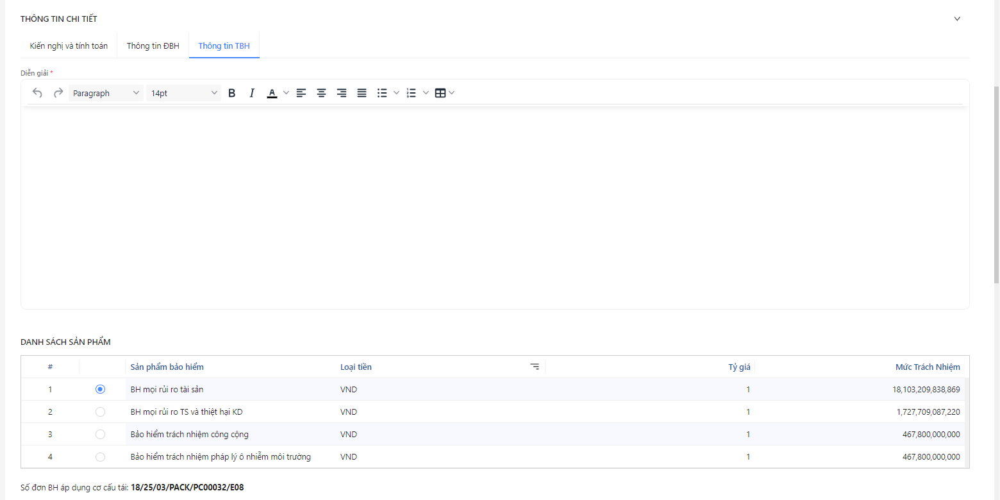 THÔNG TIN CHI TIẾT
Kiến nghị và tính toán Thông tin ĐBH Thông tin TBH
Diễn giải *
Paragraph 14pt B I A
DANH SÁCH SẢN PHẨM
# Sản phẩm bảo hiểm Loại tiền Tỷ giá Mức Trách Nhiệm
1 BH mọi rủi ro tài sản VND 1 18,103,209,838,869
2 BH mọi rủi ro TS và thiệt hại KD VND 1 1,727,709,087,220
3 Bảo hiểm trách nhiệm công cộng VND 1 467,800,000,000
4 Bảo hiểm trách nhiệm pháp lý ô nhiễm môi trường VND 1 467,800,000,000
Số đơn BH áp dụng cơ cấu tái: 18/25/03/PACK/PC00032/E08